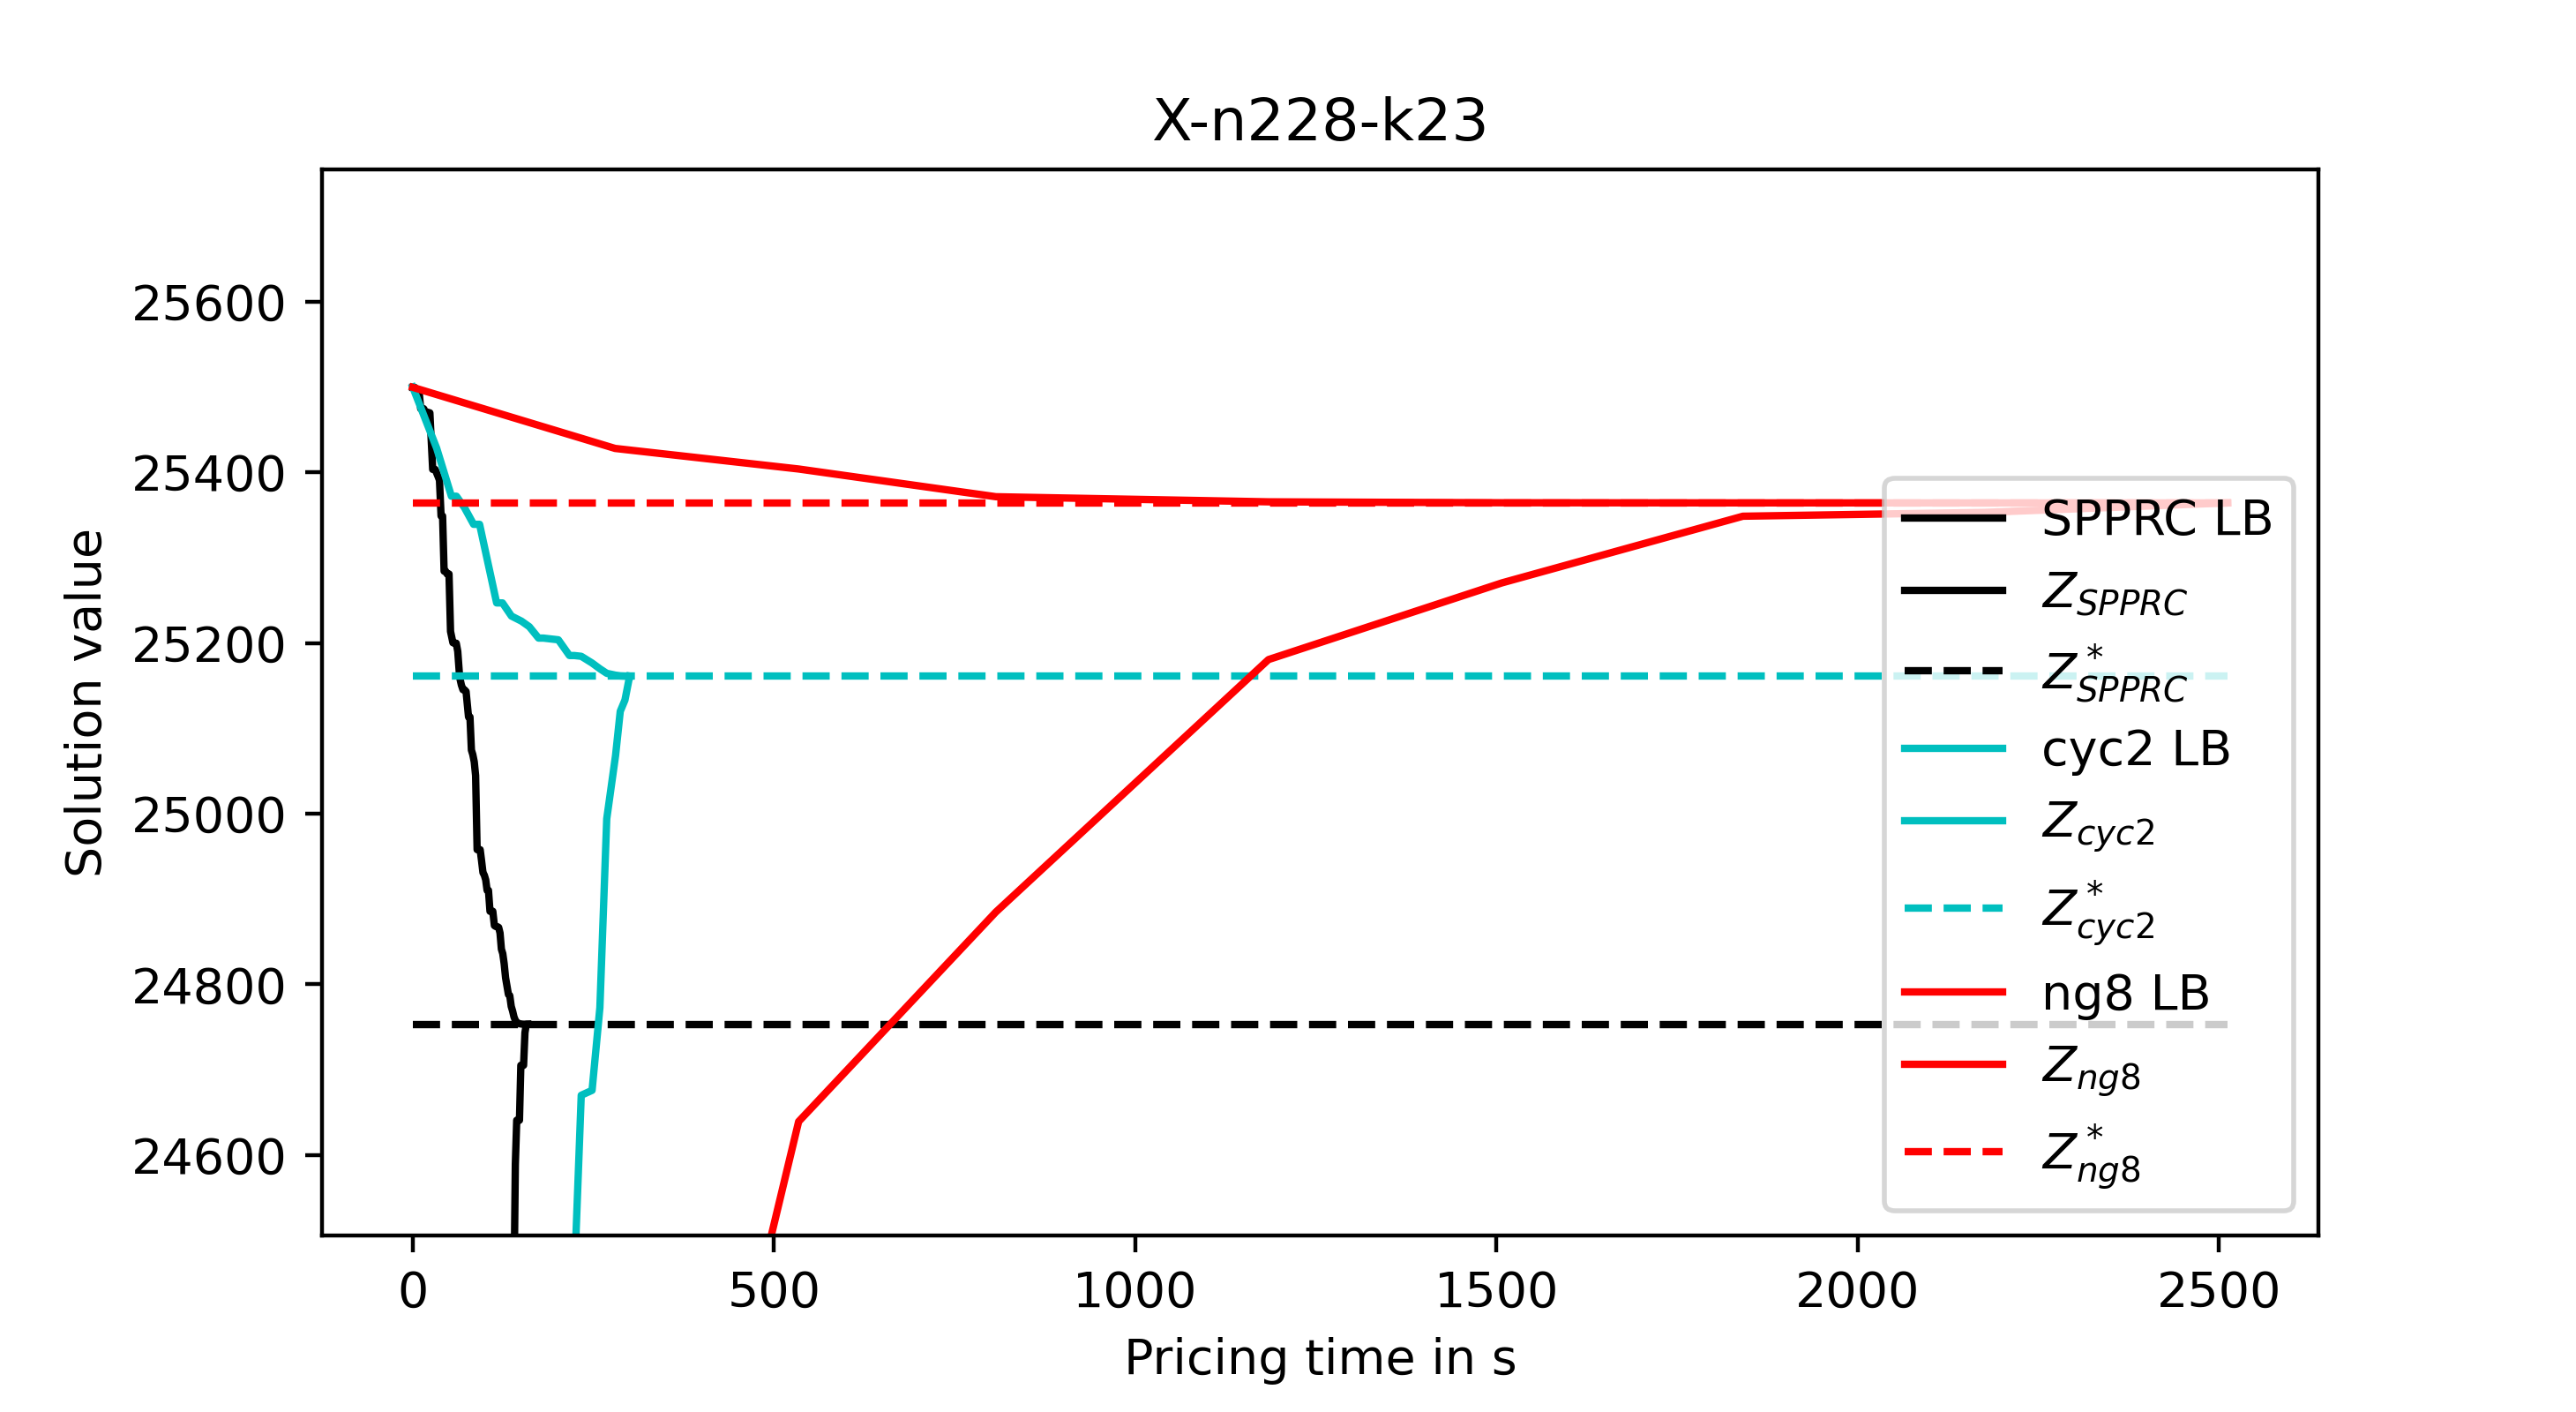 X-n228-k23
25600
25400
25200
25000
24800
24600
Solution value
0 500 1000 1500 2000 2500
Pricing time in s
SPPRC LB
Z_SPPRC
Z*_SPPRC
cyc2 LB
Z_cyc2
Z*_cyc2
ng8 LB
Z_ng8
Z*_ng8